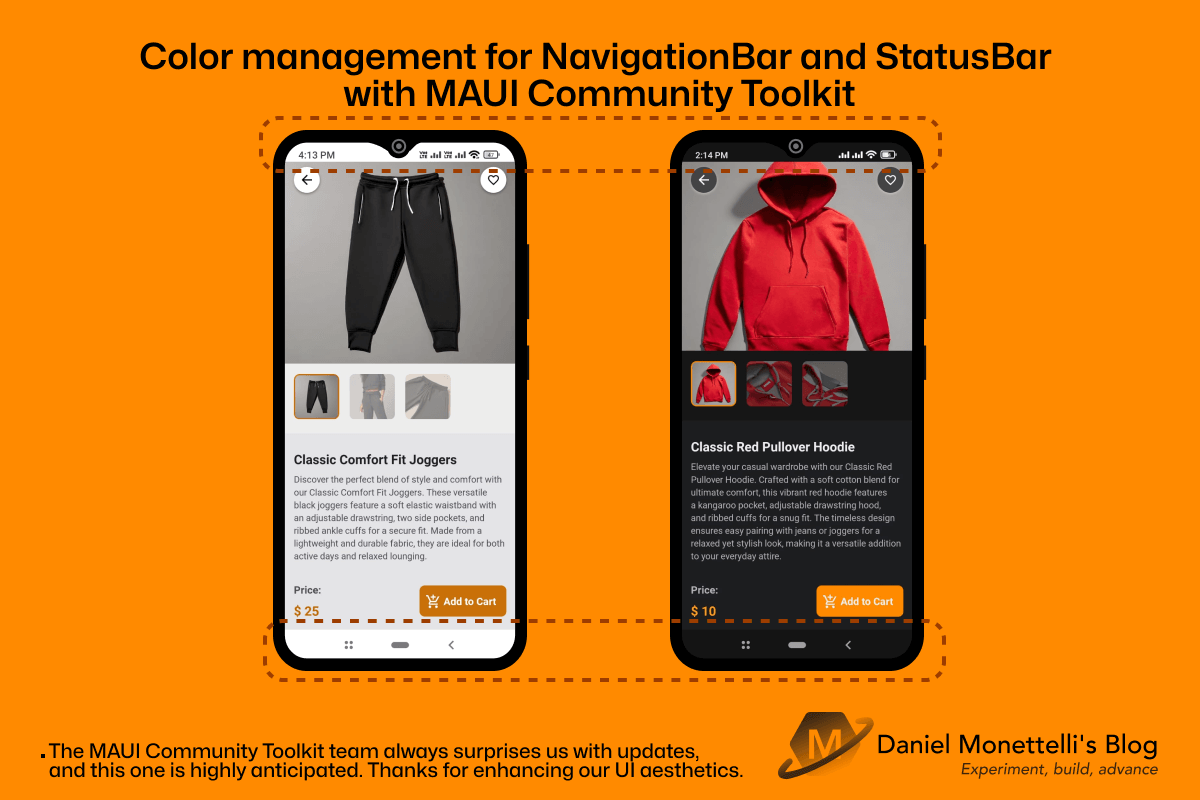 Color management for NavigationBar and StatusBar
with MAUI Community Toolkit
4:13 PM
Classic Comfort Fit Joggers
Discover the perfect blend of style and comfort with
our Classic Comfort Fit Joggers. These versatile
black joggers feature a soft elastic waistband with
an adjustable drawstring, two side pockets, and
ribbed ankle cuffs for a secure fit. Made from a
lightweight and durable fabric, they are ideal for both
active days and relaxed lounging.
Price:
$ 25
Add to Cart
2:14 PM
Classic Red Pullover Hoodie
Elevate your casual wardrobe with our Classic Red
Pullover Hoodie. Crafted with a soft cotton blend for
ultimate comfort, this vibrant red hoodie features
a kangaroo pocket, adjustable drawstring hood,
and ribbed cuffs for a snug fit. The timeless design
ensures easy pairing with jeans or joggers for a
relaxed yet stylish look, making it a versatile addition
to your everyday attire.
Price:
$ 10
Add to Cart
. The MAUI Community Toolkit team always surprises us with updates,
and this one is highly anticipated. Thanks for enhancing our UI aesthetics.
M
Daniel Monettelli's Blog
Experiment, build, advance